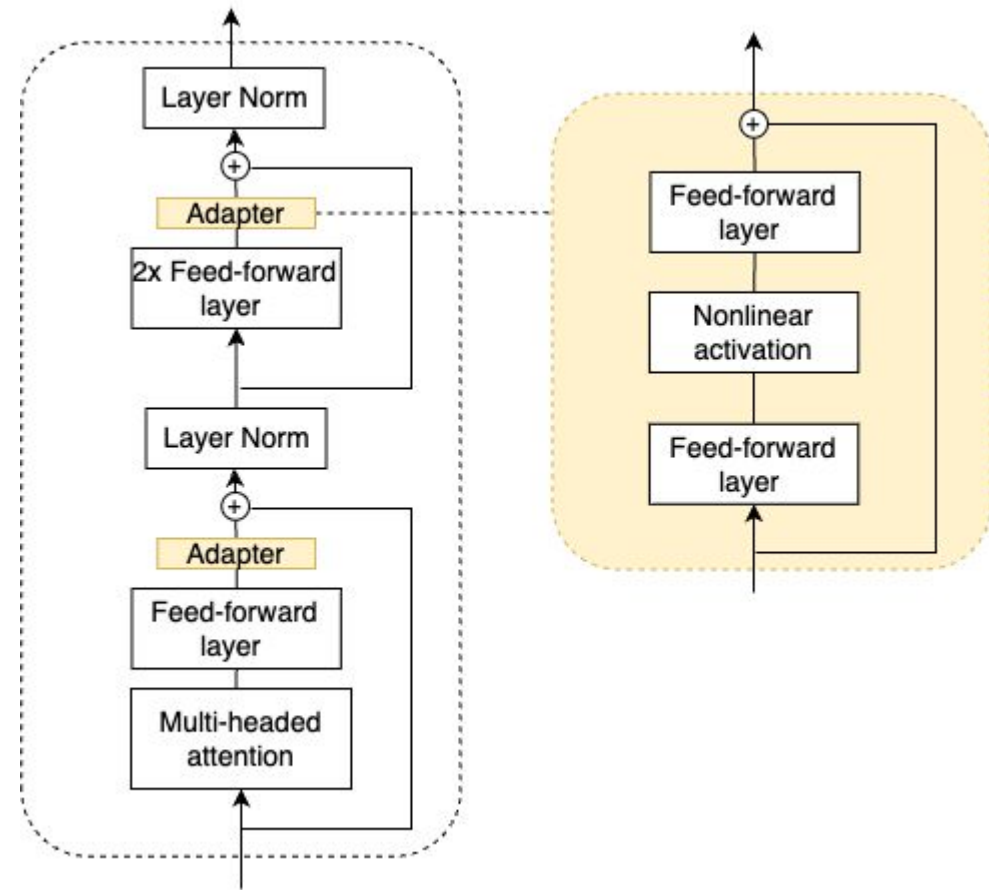 Layer Norm
+
Adapter
2x Feed-forward
layer
Layer Norm
+
Adapter
Feed-forward
layer
Multi-headed
attention
+
Feed-forward
layer
Nonlinear
activation
Feed-forward
layer